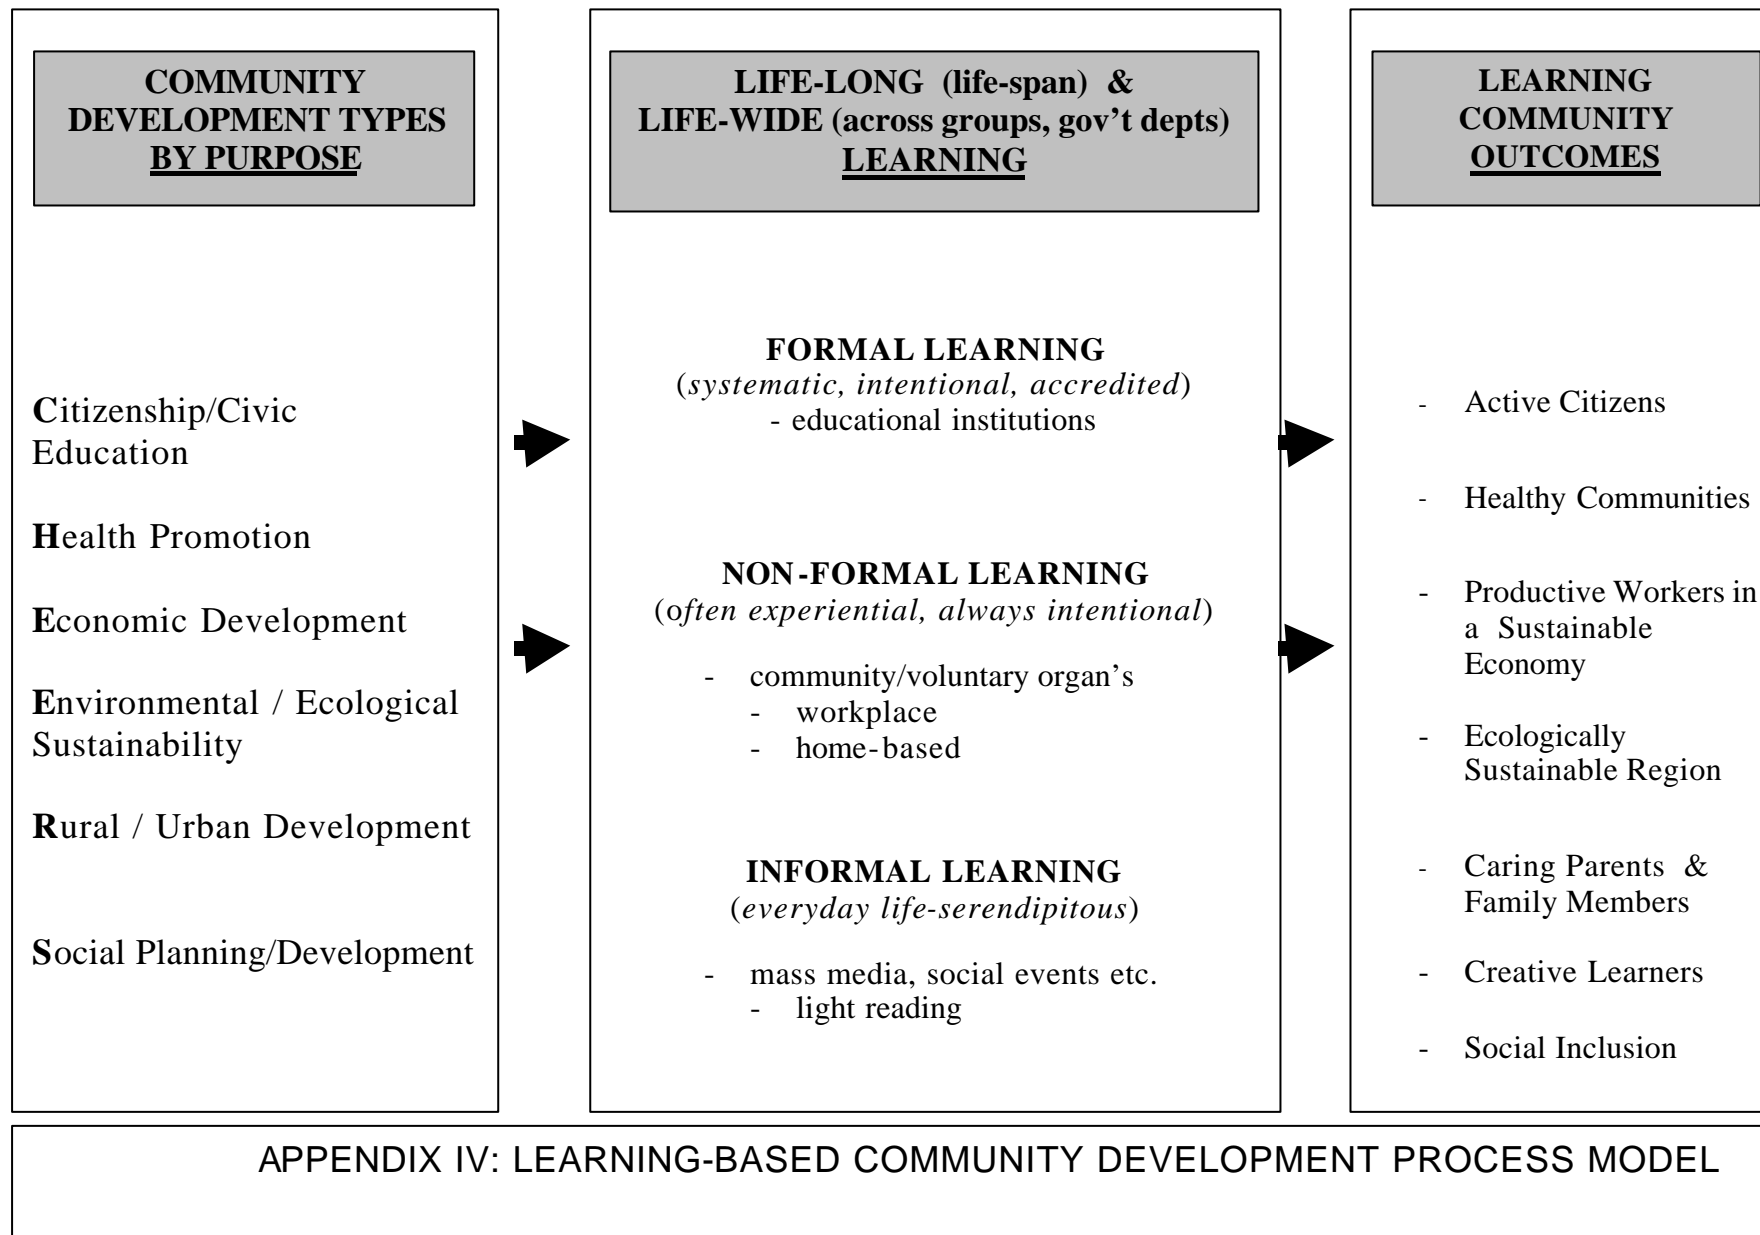 COMMUNITY
DEVELOPMENT TYPES
BY PURPOSE
Citizenship/Civic
Education
Health Promotion
Economic Development
Environmental / Ecological
Sustainability
Rural / Urban Development
Social Planning/Development
LIFE-LONG (life-span) &
LIFE-WIDE (across groups, gov’t depts)
LEARNING
FORMAL LEARNING
(systematic, intentional, accredited)
- educational institutions
NON-FORMAL LEARNING
(often experiential, always intentional)
- community/voluntary organ’s
- workplace
- home-based
INFORMAL LEARNING
(everyday life-serendipitous)
- mass media, social events etc.
- light reading
LEARNING
COMMUNITY
OUTCOMES
- Active Citizens
- Healthy Communities
- Productive Workers in
a Sustainable
Economy
- Ecologically
Sustainable Region
- Caring Parents &
Family Members
- Creative Learners
- Social Inclusion
APPENDIX IV: LEARNING-BASED COMMUNITY DEVELOPMENT PROCESS MODEL